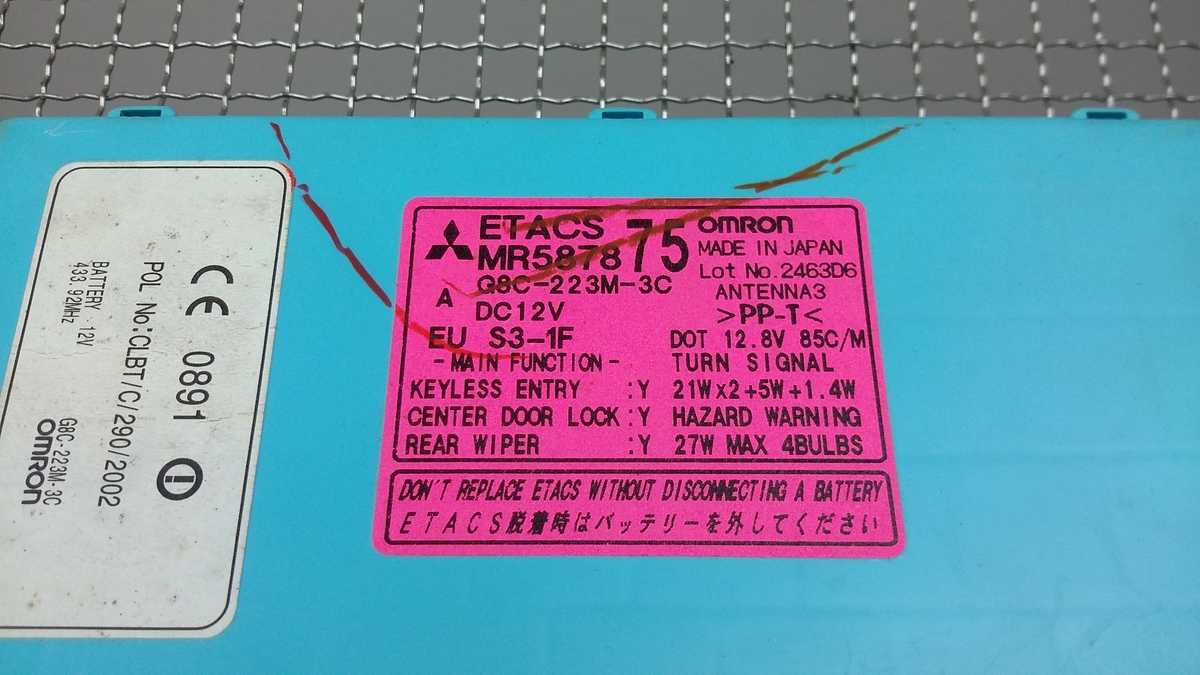 CE 0891
POL No:CLBT/C/290/2002
BATTERY 12V
433.92MHz
G8C-223M-3C
OMRON
ETACS
MR587875
OMRON
MADE IN JAPAN
Lot No.2463D6
A G8C-223M-3C
ANTENNA3
DC12V
>PP-T<
EU S3-1F
DOT 12.8V 85C/M
-MAIN FUNCTION-
TURN SIGNAL
KEYLESS ENTRY :Y 21W×2+5W+1.4W
CENTER DOOR LOCK:Y HAZARD WARNING
REAR WIPER :Y 27W MAX 4BULBS
DON'T REPLACE ETACS WITHOUT DISCONNECTING A BATTERY
ETACS脱着時はバッテリーを外してください